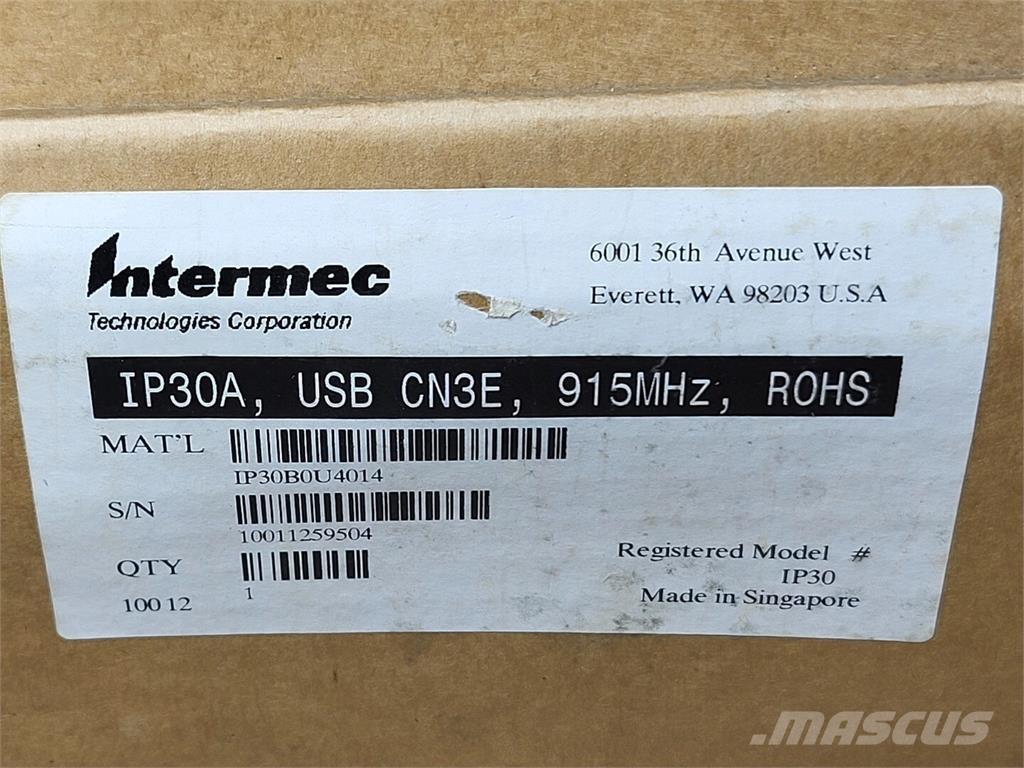 Intermec
Technologies Corporation
6001 36th Avenue West
Everett, WA 98203 U.S.A
IP30A, USB CN3E, 915MHz, ROHS
MAT'L
IP30B0U4014
S/N
10011259504
QTY
1
100 12
Registered Model #
IP30
Made in Singapore
MASCUS